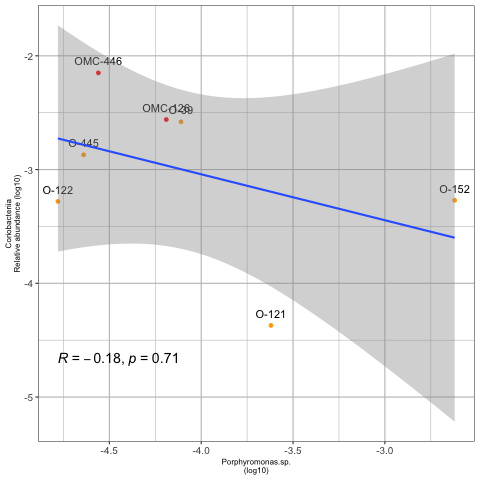 -2
-3
-4
-5
-4.5
-4.0
-3.5
-3.0
Coriobacteria
Relative abundance (log10)
Porphyromonas.sp.
(log10)
OMC-446
OMC-126
O-89
O-445
O-122
O-152
O-121
R = −0.18, p = 0.71